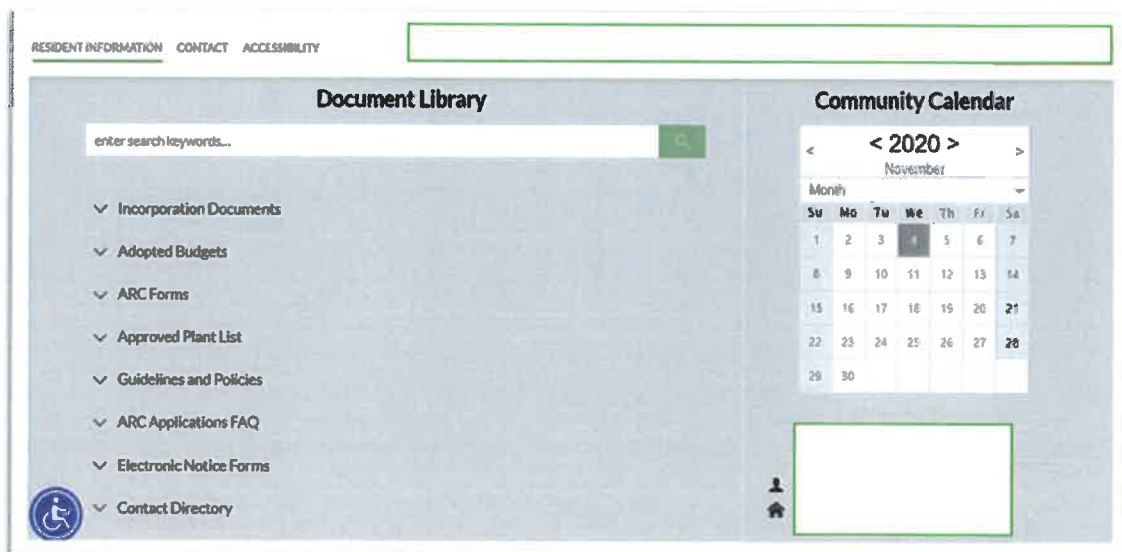 RESIDENT INFORMATION CONTACT ACCESSIBILITY
Document Library
enter search keywords...
Incorporation Documents
Adopted Budgets
ARC Forms
Approved Plant List
Guidelines and Policies
ARC Applications FAQ
Electronic Notice Forms
Contact Directory
Community Calendar
< < 2020 > >
November
Month
Su Mo Tu We Th Fr Sa
1 2 3 4 5 6 7
8 9 10 11 12 13 14
15 16 17 18 19 20 21
22 23 24 25 26 27 28
29 30